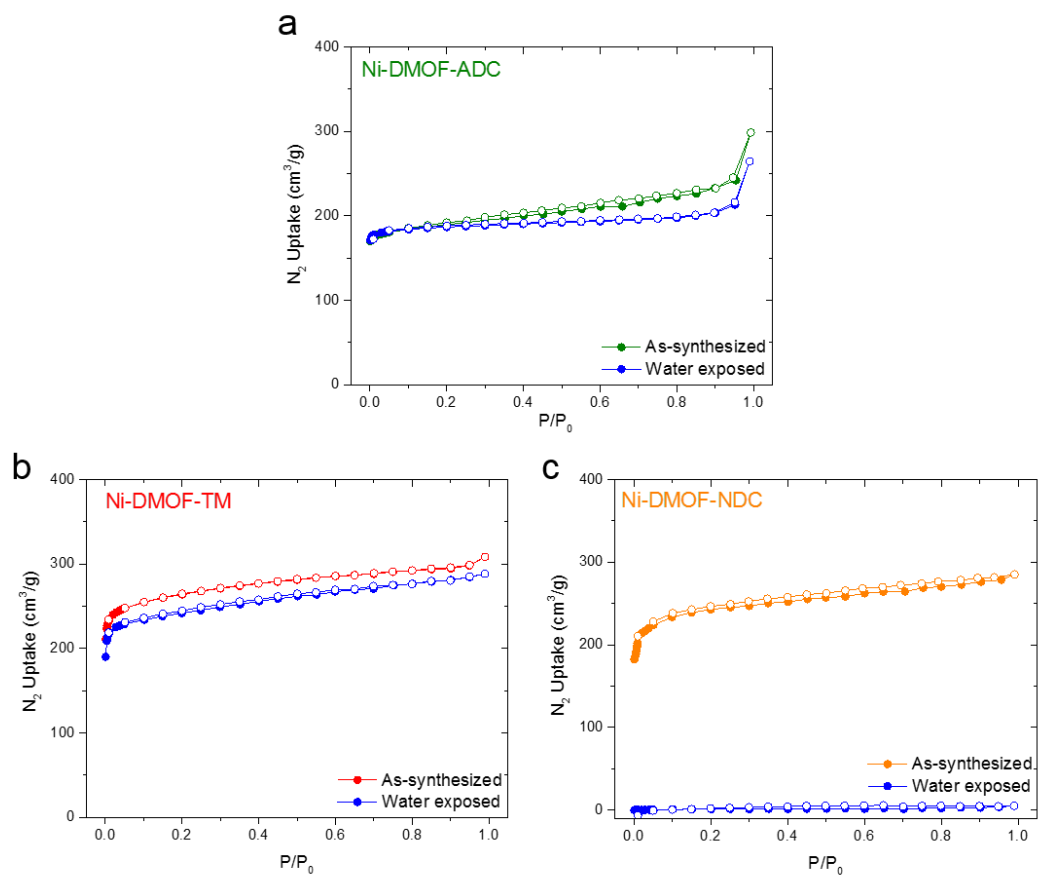 a
Ni-DMOF-ADC
400
300
200
100
0
N₂ Uptake (cm³/g)
As-synthesized
Water exposed
0.0 0.2 0.4 0.6 0.8 1.0
P/P₀
b
Ni-DMOF-TM
400
300
200
100
0
N₂ Uptake (cm³/g)
As-synthesized
Water exposed
0.0 0.2 0.4 0.6 0.8 1.0
P/P₀
c
Ni-DMOF-NDC
400
300
200
100
0
N₂ Uptake (cm³/g)
As-synthesized
Water exposed
0.0 0.2 0.4 0.6 0.8 1.0
P/P₀